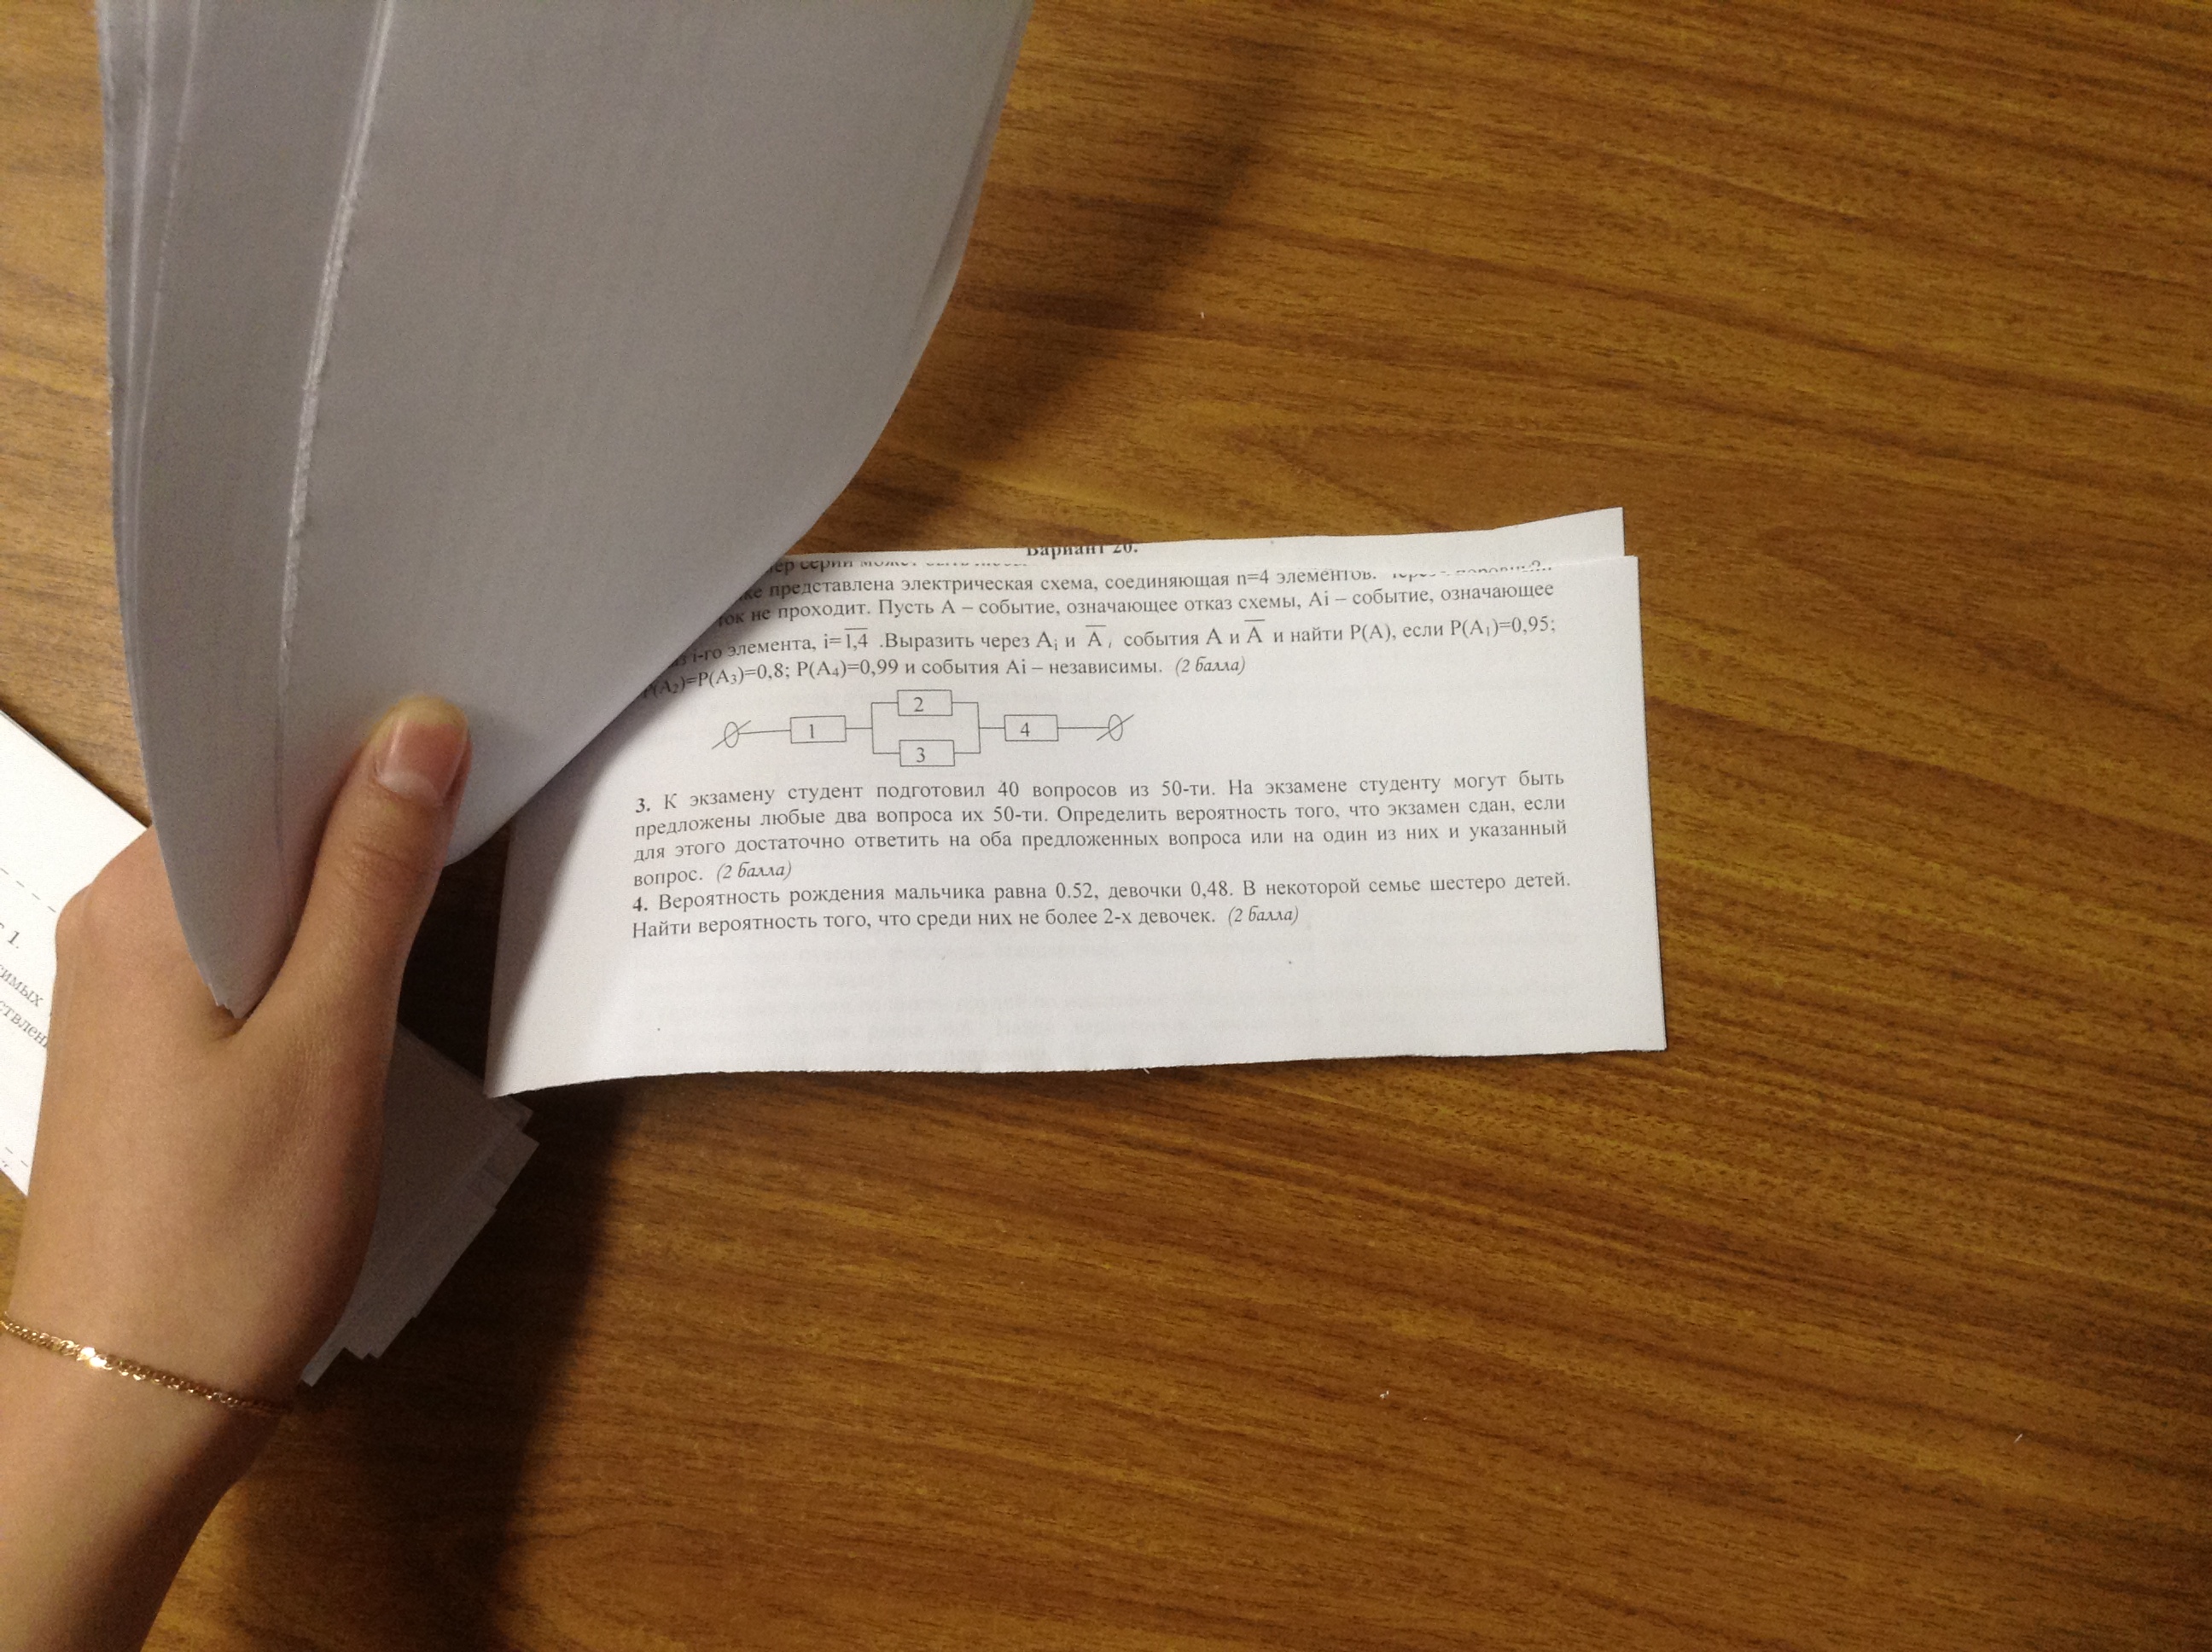 Вариант 20.
серии может
представлена электрическая схема, соединяющая n=4 элементов.
ток не проходит. Пусть А – событие, означающее отказ схемы, Ai – событие, означающее
i-го элемента, i=1,4 .Выразить через Ai и A̅i события А и A̅ и найти Р(А), если Р(А1)=0,95;
Р(А2)=Р(А3)=0,8; Р(А4)=0,99 и события Ai – независимы. (2 балла)
2
1
4
3
3. К экзамену студент подготовил 40 вопросов из 50-ти. На экзамене студенту могут быть
предложены любые два вопроса их 50-ти. Определить вероятность того, что экзамен сдан, если
для этого достаточно ответить на оба предложенных вопроса или на один из них и указанный
вопрос. (2 балла)
4. Вероятность рождения мальчика равна 0.52, девочки 0,48. В некоторой семье шестеро детей.
Найти вероятность того, что среди них не более 2-х девочек. (2 балла)
1.